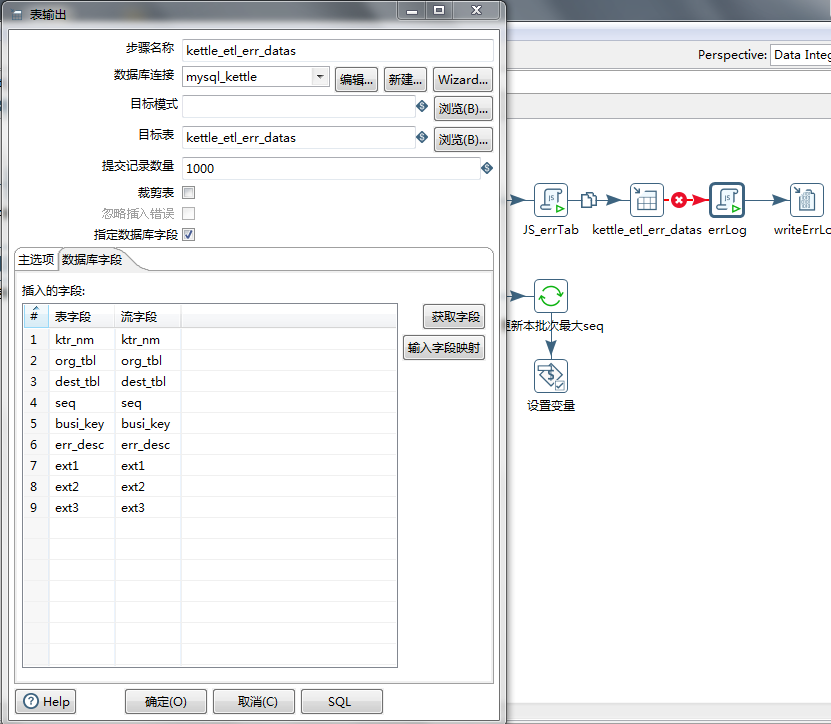 表输出
步骤名称 kettle_etl_err_datas
数据库连接 mysql_kettle 编辑... 新建... Wizard...
目标模式 浏览(B)...
目标表 kettle_etl_err_datas 浏览(B)...
提交记录数量 1000
裁剪表
忽略插入错误
指定数据库字段
主选项 数据库字段
插入的字段:
# 表字段 流字段
1 ktr_nm ktr_nm
2 org_tbl org_tbl
3 dest_tbl dest_tbl
4 seq seq
5 busi_key busi_key
6 err_desc err_desc
7 ext1 ext1
8 ext2 ext2
9 ext3 ext3
获取字段
输入字段映射
Help 确定(O) 取消(C) SQL
Perspective: Data Integ
JS_errTab kettle_etl_err_datas errLog writeErrLo
新本批次最大seq
设置变量